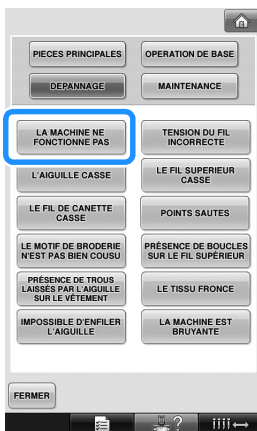 PIECES PRINCIPALES
OPERATION DE BASE
DEPANNAGE
MAINTENANCE
LA MACHINE NE
FONCTIONNE PAS
TENSION DU FIL
INCORRECTE
L'AIGUILLE CASSE
LE FIL SUPERIEUR
CASSE
LE FIL DE CANETTE
CASSE
POINTS SAUTES
LE MOTIF DE BRODERIE
N'EST PAS BIEN COUSU
PRÉSENCE DE BOUCLES
SUR LE FIL SUPÉRIEUR
PRÉSENCE DE TROUS
LAISSÉS PAR L'AIGUILLE
SUR LE VÊTEMENT
LE TISSU FRONCE
IMPOSSIBLE D'ENFILER
L'AIGUILLE
LA MACHINE EST
BRUYANTE
FERMER
?